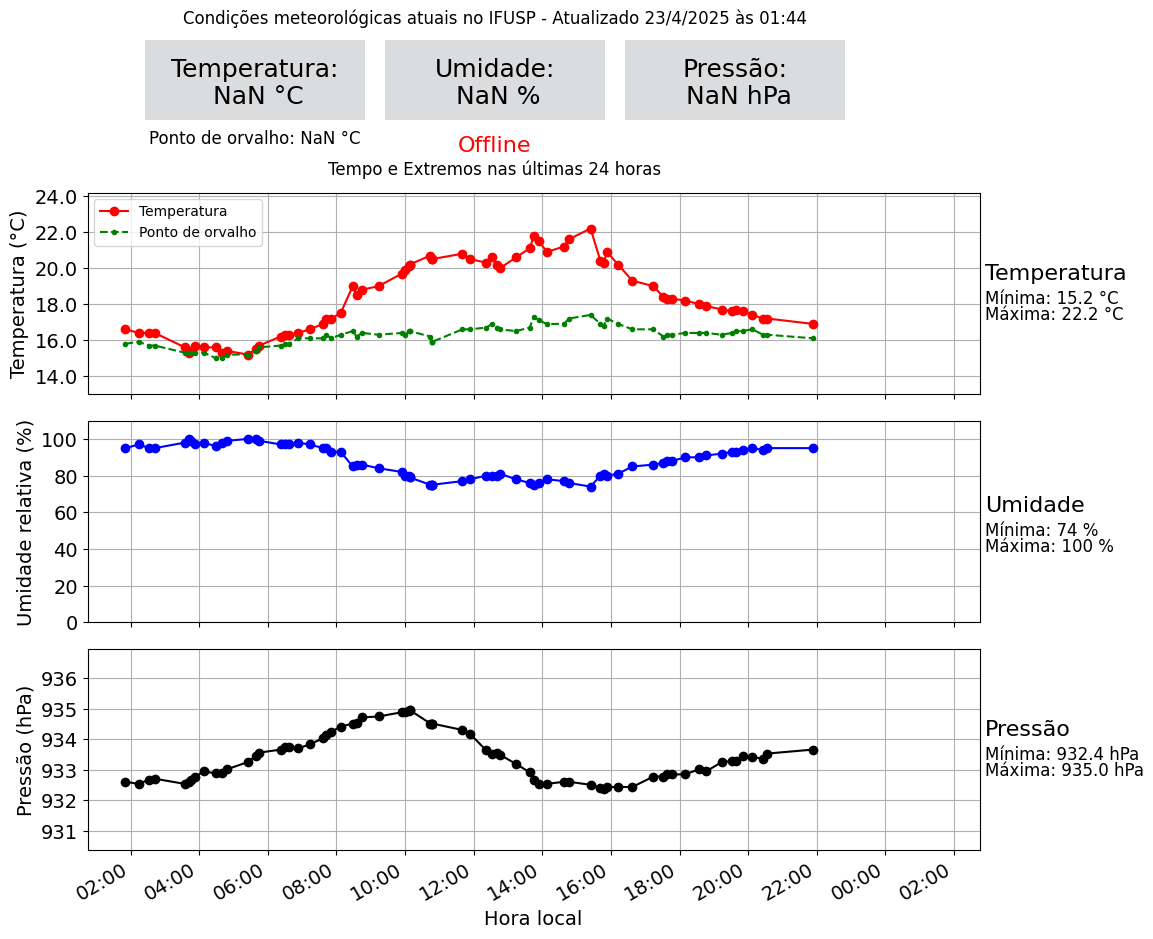 Condições meteorológicas atuais no IFUSP - Atualizado 23/4/2025 às 01:44
Temperatura:
NaN °C
Umidade:
NaN %
Pressão:
NaN hPa
Ponto de orvalho: NaN °C
Offline
Tempo e Extremos nas últimas 24 horas
Temperatura (°C)
24.0
22.0
20.0
18.0
16.0
14.0
Temperatura
Ponto de orvalho
Temperatura
Mínima: 15.2 °C
Máxima: 22.2 °C
Umidade relativa (%)
100
80
60
40
20
0
Umidade
Mínima: 74 %
Máxima: 100 %
Pressão (hPa)
936
935
934
933
932
931
Pressão
Mínima: 932.4 hPa
Máxima: 935.0 hPa
02:00 04:00 06:00 08:00 10:00 12:00 14:00 16:00 18:00 20:00 22:00 00:00 02:00
Hora local